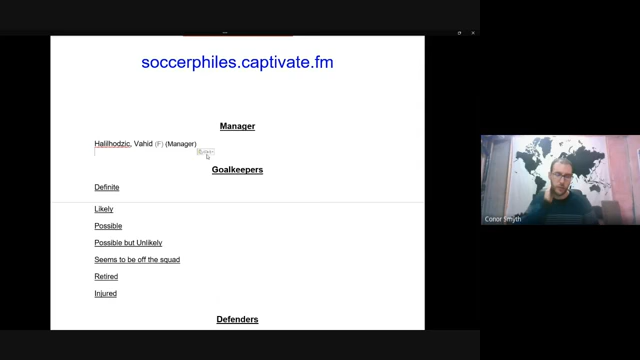 soccerphiles.captivate.fm
Manager
Halilhodzic, Vahid (F) (Manager)
Goalkeepers
Definite
Likely
Possible
Possible but Unlikely
Seems to be off the squad
Retired
Injured
Defenders
Conor Smyth